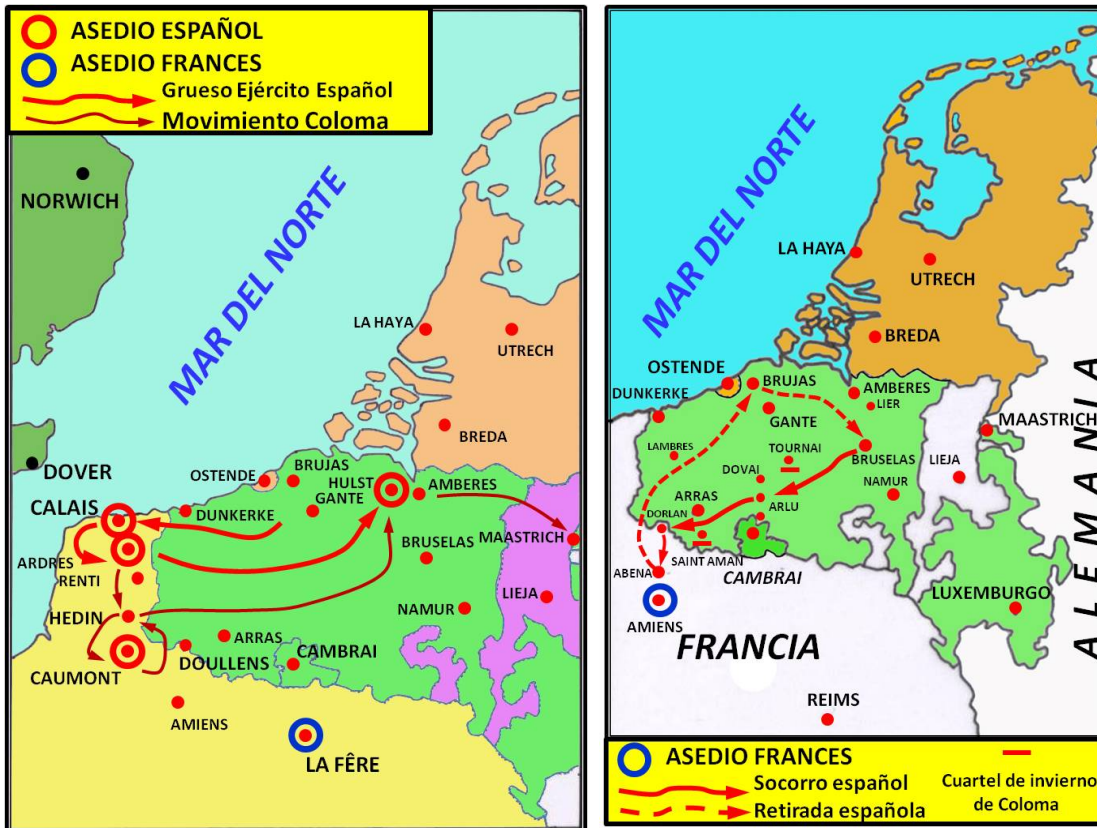 ASEDIO ESPAÑOL
ASEDIO FRANCES
Grueso Ejército Español
Movimiento Coloma
NORWICH
MAR DEL NORTE
LA HAYA
UTRECH
BREDA
DOVER
OSTENDE
BRUJAS
HULST
GANTE
AMBERES
CALAIS
DUNKERKE
MAASTRICH
BRUSELAS
ARDRES
RENTI
LIEJA
HEDIN
NAMUR
ARRAS
CAUMONT
DOULLENS
CAMBRAI
AMIENS
LA FÊRE
MAR DEL NORTE
LA HAYA
UTRECH
BREDA
OSTENDE
BRUJAS
AMBERES
DUNKERKE
LIER
GANTE
MAASTRICH
LAMBRES
TOURNAI
BRUSELAS
DOVAI
LIEJA
NAMUR
ARRAS
ARLU
DORLAN
SAINT AMAN
ABENA
CAMBRAI
AMIENS
LUXEMBURGO
FRANCIA
ALEMANIA
REIMS
ASEDIO FRANCES
Socorro español
Retirada española
Cuartel de invierno
de Coloma